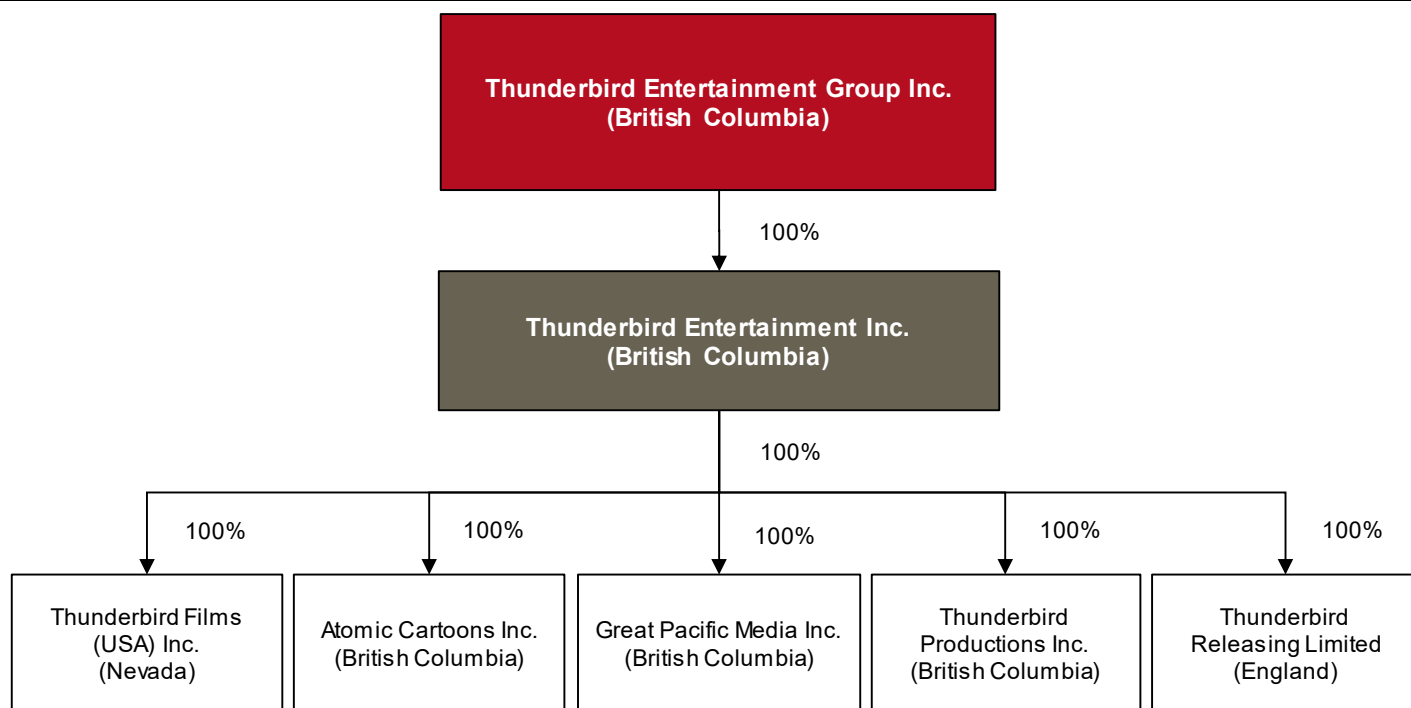 Thunderbird Entertainment Group Inc.
(British Columbia)
100%
Thunderbird Entertainment Inc.
(British Columbia)
100%
100%
100%
100%
100%
100%
Thunderbird Films
(USA) Inc.
(Nevada)
Atomic Cartoons Inc.
(British Columbia)
Great Pacific Media Inc.
(British Columbia)
Thunderbird
Productions Inc.
(British Columbia)
Thunderbird
Releasing Limited
(England)